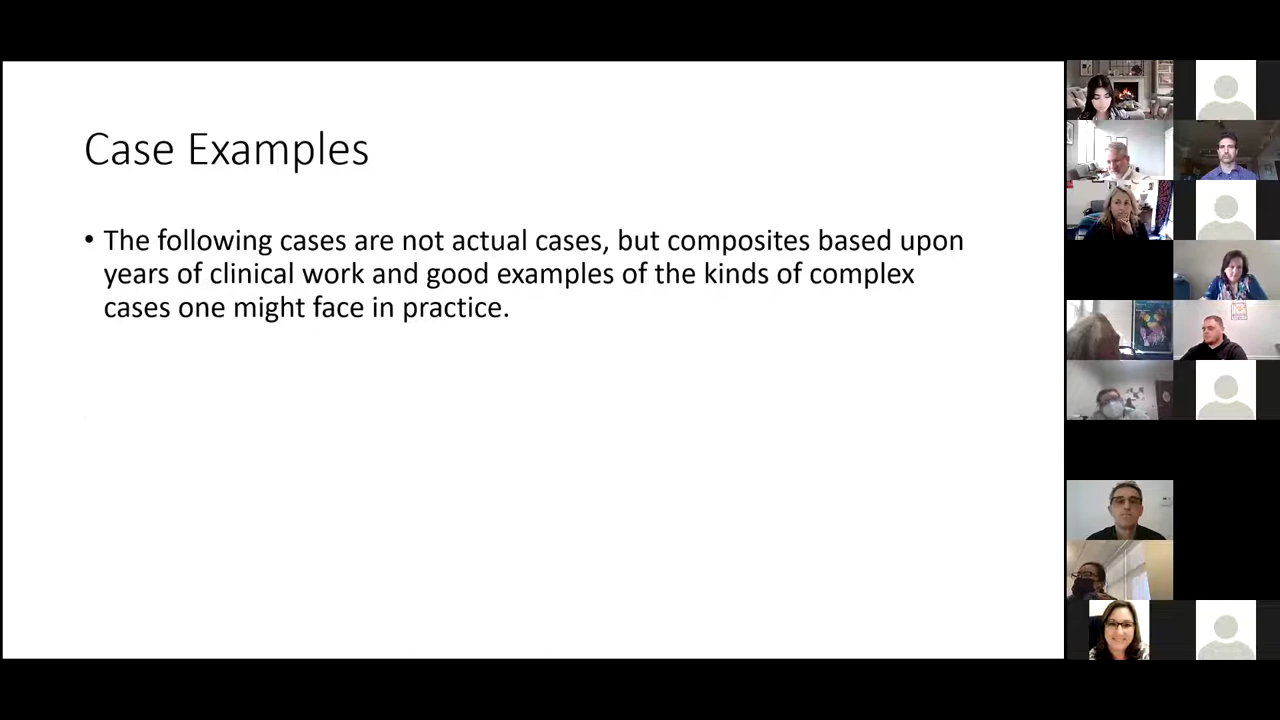 Case Examples
• The following cases are not actual cases, but composites based upon
years of clinical work and good examples of the kinds of complex
cases one might face in practice.